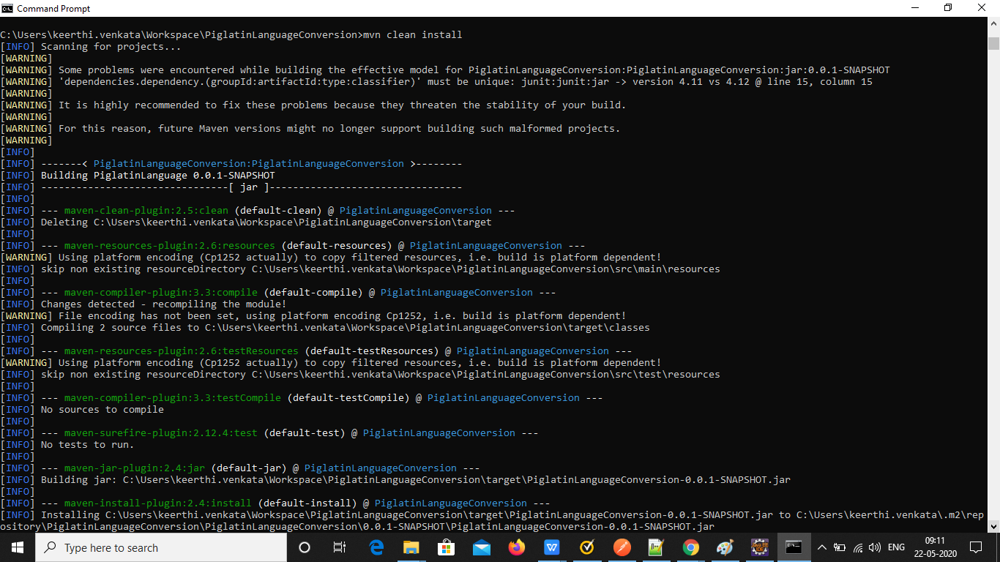 Command Prompt
C:\Users\keerthi.venkata\Workspace\PiglatinLanguageConversion>mvn clean install
[INFO] Scanning for projects...
[WARNING]
[WARNING] Some problems were encountered while building the effective model for PiglatinLanguageConversion:PiglatinLanguageConversion:jar:0.0.1-SNAPSHOT
[WARNING] 'dependencies.dependency.(groupId:artifactId:type:classifier)' must be unique: junit:junit:jar -> version 4.11 vs 4.12 @ line 15, column 15
[WARNING]
[WARNING] It is highly recommended to fix these problems because they threaten the stability of your build.
[WARNING]
[WARNING] For this reason, future Maven versions might no longer support building such malformed projects.
[WARNING]
[INFO]
[INFO] -------< PiglatinLanguageConversion:PiglatinLanguageConversion >--------
[INFO] Building PiglatinLanguage 0.0.1-SNAPSHOT
[INFO] --------------------------------[ jar ]---------------------------------
[INFO]
[INFO] --- maven-clean-plugin:2.5:clean (default-clean) @ PiglatinLanguageConversion ---
[INFO] Deleting C:\Users\keerthi.venkata\Workspace\PiglatinLanguageConversion\target
[INFO]
[INFO] --- maven-resources-plugin:2.6:resources (default-resources) @ PiglatinLanguageConversion ---
[WARNING] Using platform encoding (Cp1252 actually) to copy filtered resources, i.e. build is platform dependent!
[INFO] skip non existing resourceDirectory C:\Users\keerthi.venkata\Workspace\PiglatinLanguageConversion\src\main\resources
[INFO]
[INFO] --- maven-compiler-plugin:3.3:compile (default-compile) @ PiglatinLanguageConversion ---
[INFO] Changes detected - recompiling the module!
[WARNING] File encoding has not been set, using platform encoding Cp1252, i.e. build is platform dependent!
[INFO] Compiling 2 source files to C:\Users\keerthi.venkata\Workspace\PiglatinLanguageConversion\target\classes
[INFO]
[INFO] --- maven-resources-plugin:2.6:testResources (default-testResources) @ PiglatinLanguageConversion ---
[WARNING] Using platform encoding (Cp1252 actually) to copy filtered resources, i.e. build is platform dependent!
[INFO] skip non existing resourceDirectory C:\Users\keerthi.venkata\Workspace\PiglatinLanguageConversion\src\test\resources
[INFO]
[INFO] --- maven-compiler-plugin:3.3:testCompile (default-testCompile) @ PiglatinLanguageConversion ---
[INFO] No sources to compile
[INFO]
[INFO] --- maven-surefire-plugin:2.12.4:test (default-test) @ PiglatinLanguageConversion ---
[INFO] No tests to run.
[INFO]
[INFO] --- maven-jar-plugin:2.4:jar (default-jar) @ PiglatinLanguageConversion ---
[INFO] Building jar: C:\Users\keerthi.venkata\Workspace\PiglatinLanguageConversion\target\PiglatinLanguageConversion-0.0.1-SNAPSHOT.jar
[INFO]
[INFO] --- maven-install-plugin:2.4:install (default-install) @ PiglatinLanguageConversion ---
[INFO] Installing C:\Users\keerthi.venkata\Workspace\PiglatinLanguageConversion\target\PiglatinLanguageConversion-0.0.1-SNAPSHOT.jar to C:\Users\keerthi.venkata\.m2\rep
ository\PiglatinLanguageConversion\PiglatinLanguageConversion\0.0.1-SNAPSHOT\PiglatinLanguageConversion-0.0.1-SNAPSHOT.jar
Type here to search
ENG
09:11
22-05-2020